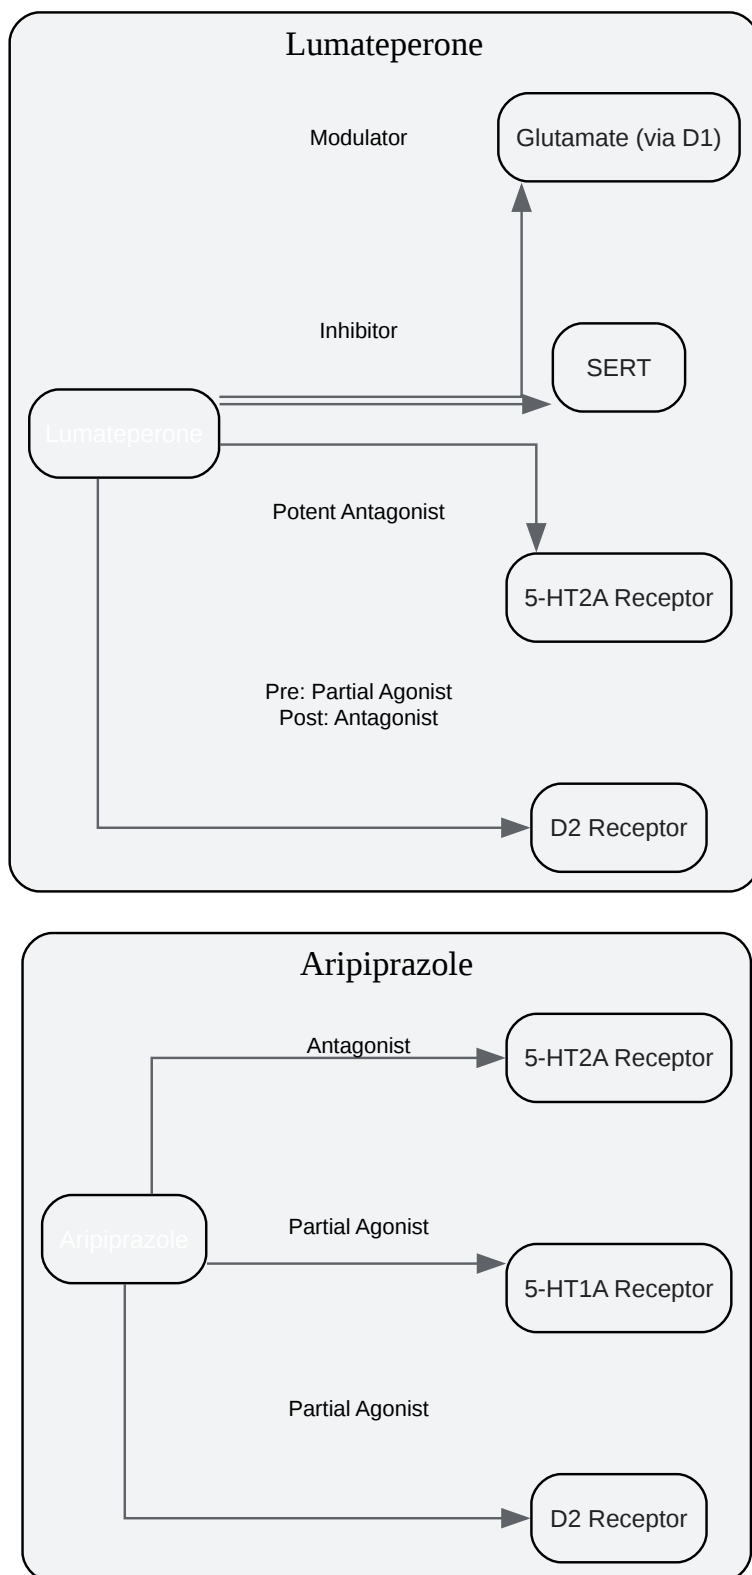 Lumateperone
Modulator
Glutamate (via D1)
Inhibitor
SERT
Lumateperone
Potent Antagonist
5-HT2A Receptor
Pre: Partial Agonist
Post: Antagonist
D2 Receptor
Aripiprazole
Antagonist
5-HT2A Receptor
Partial Agonist
Aripiprazole
5-HT1A Receptor
Partial Agonist
D2 Receptor